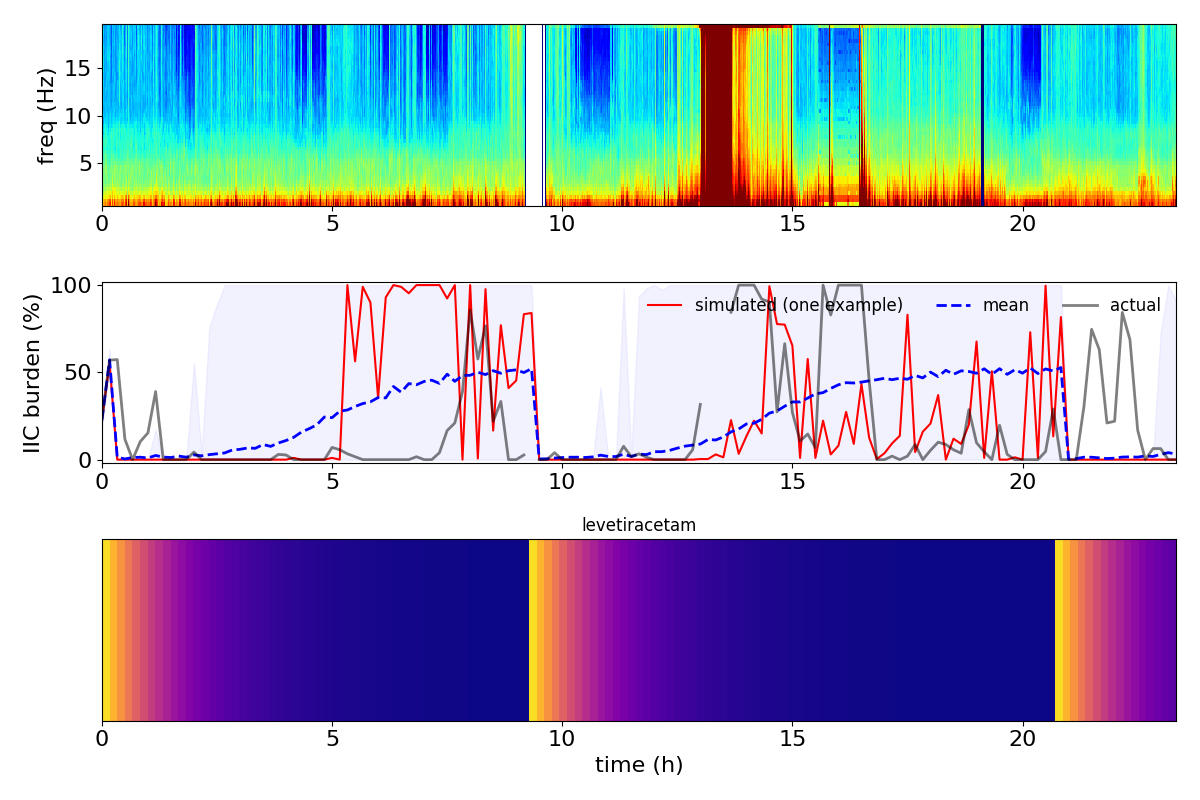 freq (Hz)
15
10
5
0 5 10 15 20
IIC burden (%)
100
50
0
simulated (one example) mean actual
0 5 10 15 20
levetiracetam
0 5 10 15 20
time (h)